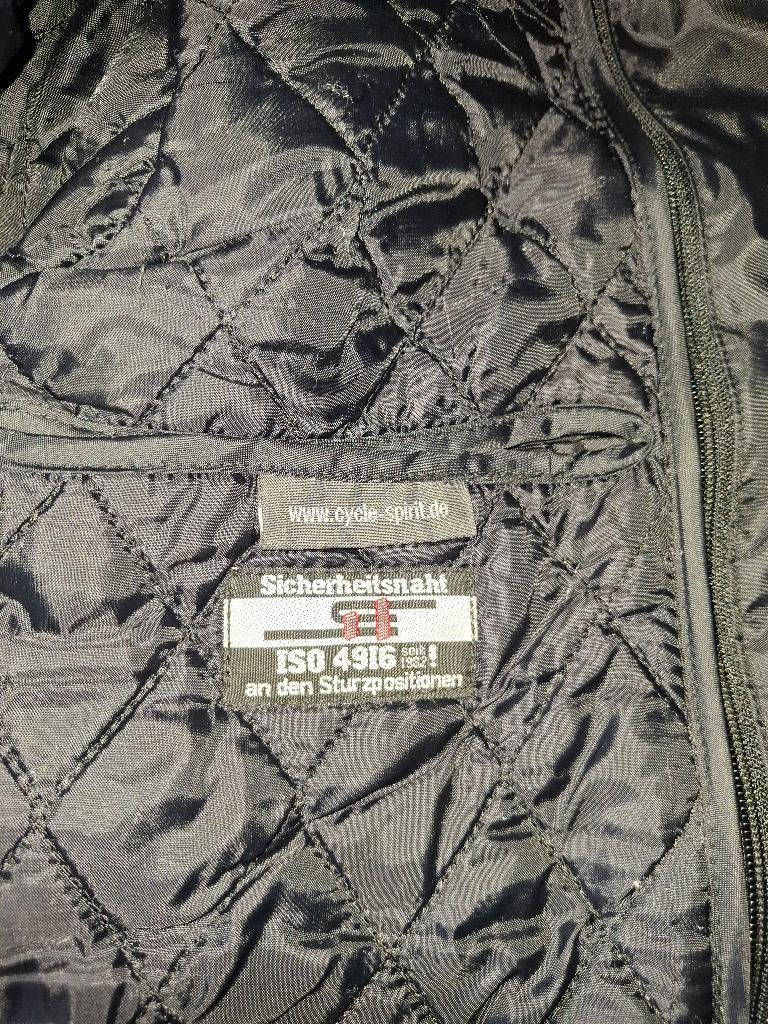 www.cycle-spirit.de
Sicherheitsnaht
ISO 4916 seit 1982!
an den Sturzpositionen